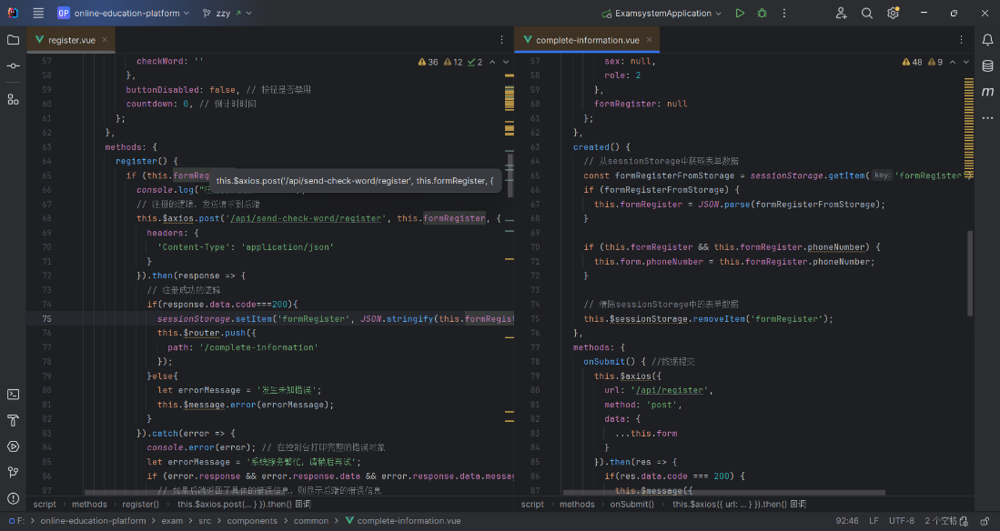 OP online-education-platform zzy ExamsystemApplication
register.vue
complete-information.vue
36 12 2
57 checkWord: ''
58 },
59 buttonDisabled: false, // 按钮是否禁用
60 countdown: 0, // 倒计时时间
61 };
62 },
63 methods: {
64 register() {
65 if (this.formReg
this.$axios.post('/api/send-check-word/register', this.formRegister, {
66 console.log("
67 // 注册的逻辑，发送请求到后端
68 this.$axios.post('/api/send-check-word/register', this.formRegister, {
69 headers: {
70 'Content-Type': 'application/json'
71 }
72 }).then(response => {
73 // 注册成功的逻辑
74 if(response.data.code===200){
75 sessionStorage.setItem('formRegister', JSON.stringify(this.formRegist
76 this.$router.push({
77 path: '/complete-information'
78 });
79 }else{
80 let errorMessage = '发生未知错误';
81 this.$message.error(errorMessage);
82 }
83 }).catch(error => {
84 console.error(error); // 在控制台打印完整的错误对象
85 let errorMessage = '系统服务繁忙，请稍后再试';
86 if (error.response && error.response.data && error.response.data.messag
87 // 如果后端返回了具体的错误信息，则显示后端的错误信息
script methods register() this.$axios.post(... } }).then() 回调
48 9
57 sex: null,
58 role: 2
59 },
60 formRegister: null
61 };
62 },
63 created() {
64 // 从sessionStorage中获取表单数据
65 const formRegisterFromStorage = sessionStorage.getItem( key: 'formRegister')
66 if (formRegisterFromStorage) {
67 this.formRegister = JSON.parse(formRegisterFromStorage);
68 }
69
70 if (this.formRegister && this.formRegister.phoneNumber) {
71 this.form.phoneNumber = this.formRegister.phoneNumber;
72 }
73
74 // 清除sessionStorage中的表单数据
75 this.$sessionStorage.removeItem('formRegister');
76 },
77 methods: {
78 onSubmit() { //数据提交
79 this.$axios({
80 url: '/api/register',
81 method: 'post',
82 data: {
83 ...this.form
84 }
85 }).then(res => {
86 if(res.data.code === 200) {
87 this.$message({
script methods onSubmit() this.$axios({ url: ... } }).then() 回调
F: online-education-platform exam src components common complete-information.vue 92:46 LF UTF-8 2 个空格